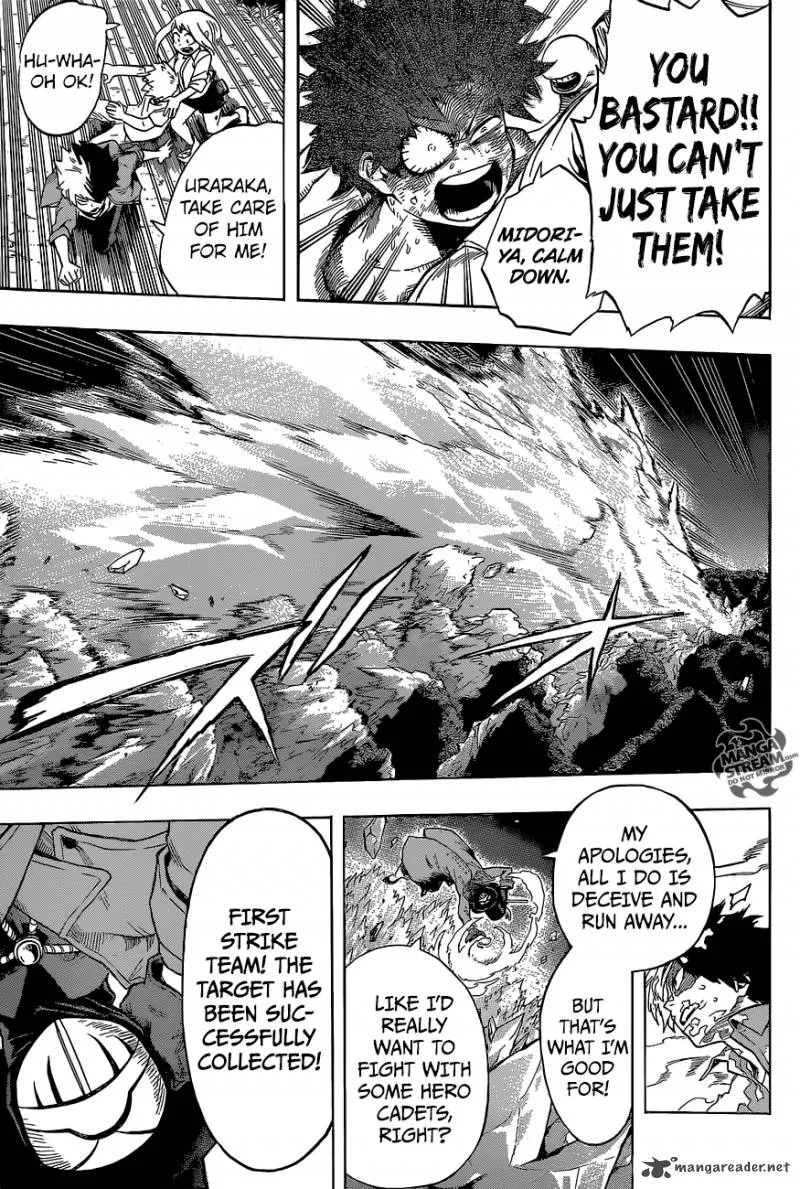 YOU
BASTARD!!
YOU CAN'T
JUST TAKE
THEM!
MIDORI-
YA, CALM
DOWN.
URARAKA,
TAKE CARE
OF HIM
FOR ME!
HU-WHA-
OH OK!
MANGA
STREAM.com
DO NOT MIRROR
MY
APOLOGIES,
ALL I DO IS
DECEIVE AND
RUN AWAY...
BUT
THAT'S
WHAT I'M
GOOD
FOR!
LIKE I'D
REALLY
WANT TO
FIGHT WITH
SOME HERO
CADETS,
RIGHT?
FIRST
STRIKE
TEAM! THE
TARGET HAS
BEEN SUC-
CESSFULLY
COLLECTED!
mangareader.net